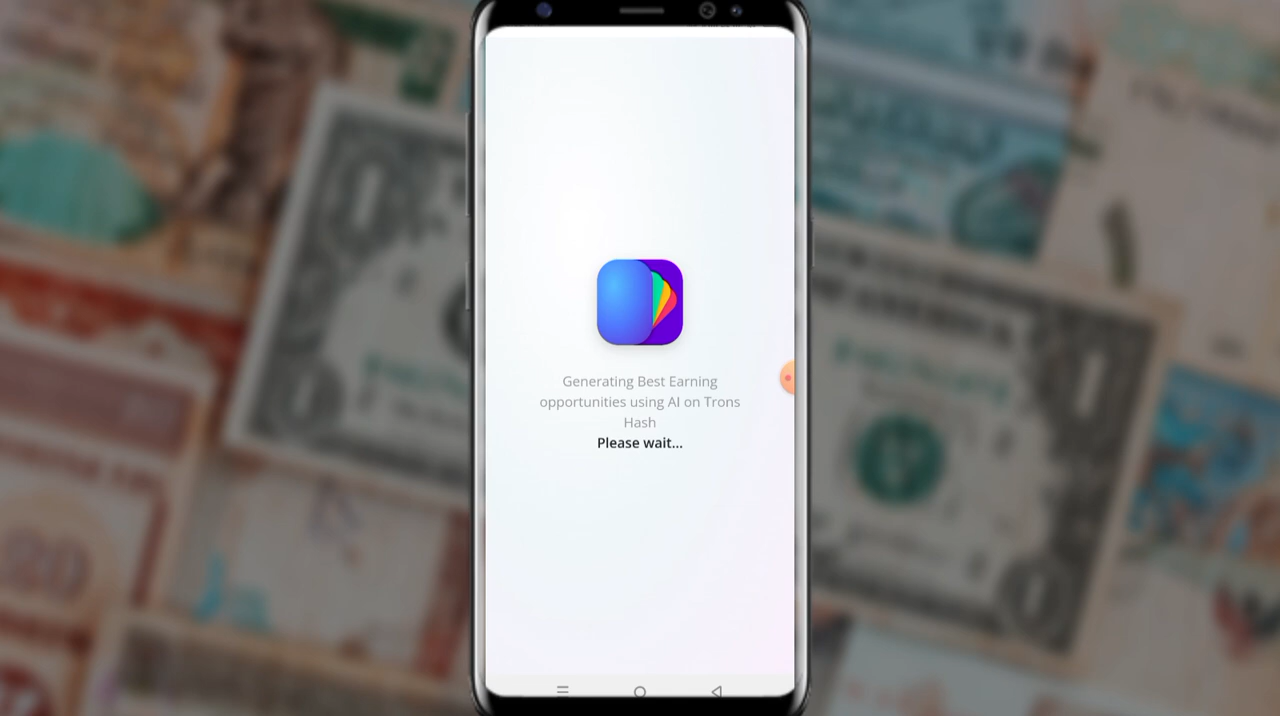 Generating Best Earning
opportunities using AI on Trons
Hash
Please wait...